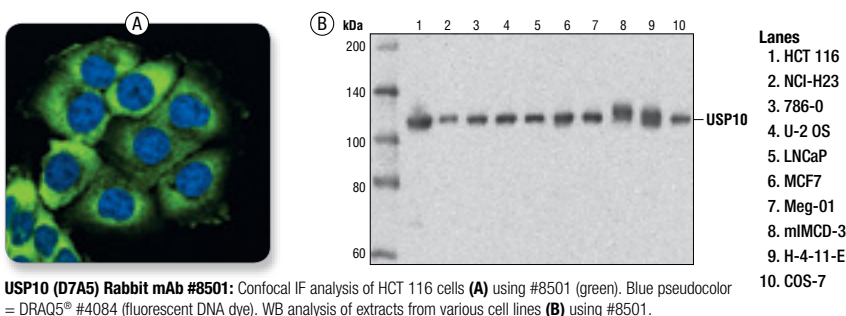 A
B
kDa
1 2 3 4 5 6 7 8 9 10
200
140
100
80
60
USP10
Lanes
1. HCT 116
2. NCI-H23
3. 786-0
4. U-2 OS
5. LNCaP
6. MCF7
7. Meg-01
8. mIMCD-3
9. H-4-11-E
10. COS-7
USP10 (D7A5) Rabbit mAb #8501: Confocal IF analysis of HCT 116 cells (A) using #8501 (green). Blue pseudocolor
= DRAQ5® #4084 (fluorescent DNA dye). WB analysis of extracts from various cell lines (B) using #8501.